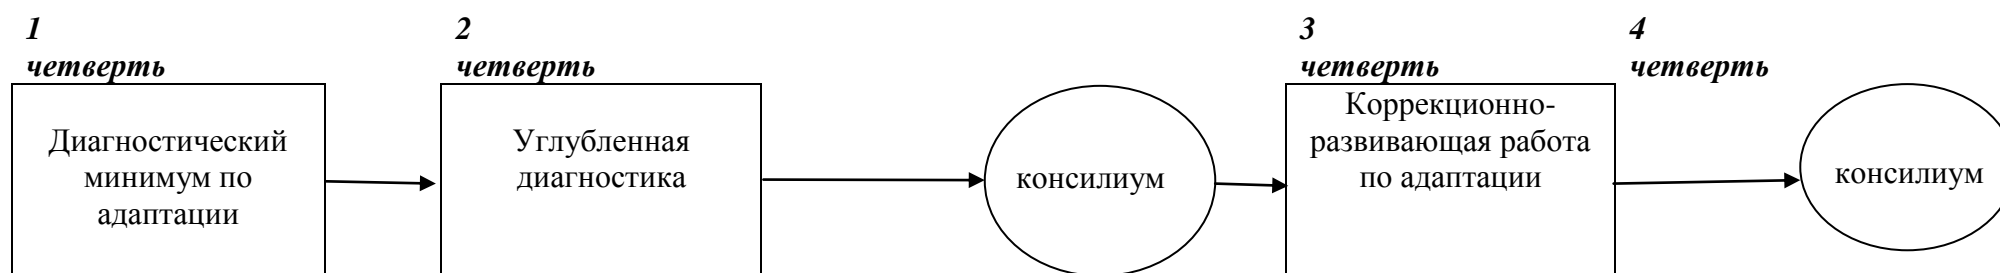 1
четверть
Диагностический
минимум по
адаптации
2
четверть
Углубленная
диагностика
консилиум
3
четверть
Коррекционно-
развивающая работа
по адаптации
4
четверть
консилиум